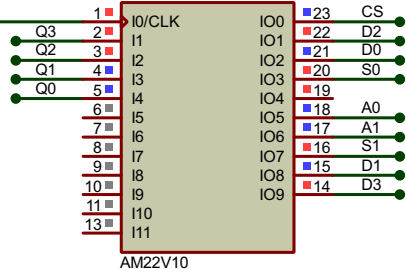 1 I0/CLK IO0 23 CS
Q3 2 I1 IO1 22 D2
Q2 3 I2 IO2 21 D0
Q1 4 I3 IO3 20 S0
Q0 5 I4 IO4 19
6 I5 IO5 18 A0
7 I6 IO6 17 A1
8 I7 IO7 16 S1
9 I8 IO8 15 D1
10 I9 IO9 14 D3
11 I10
13 I11
AM22V10